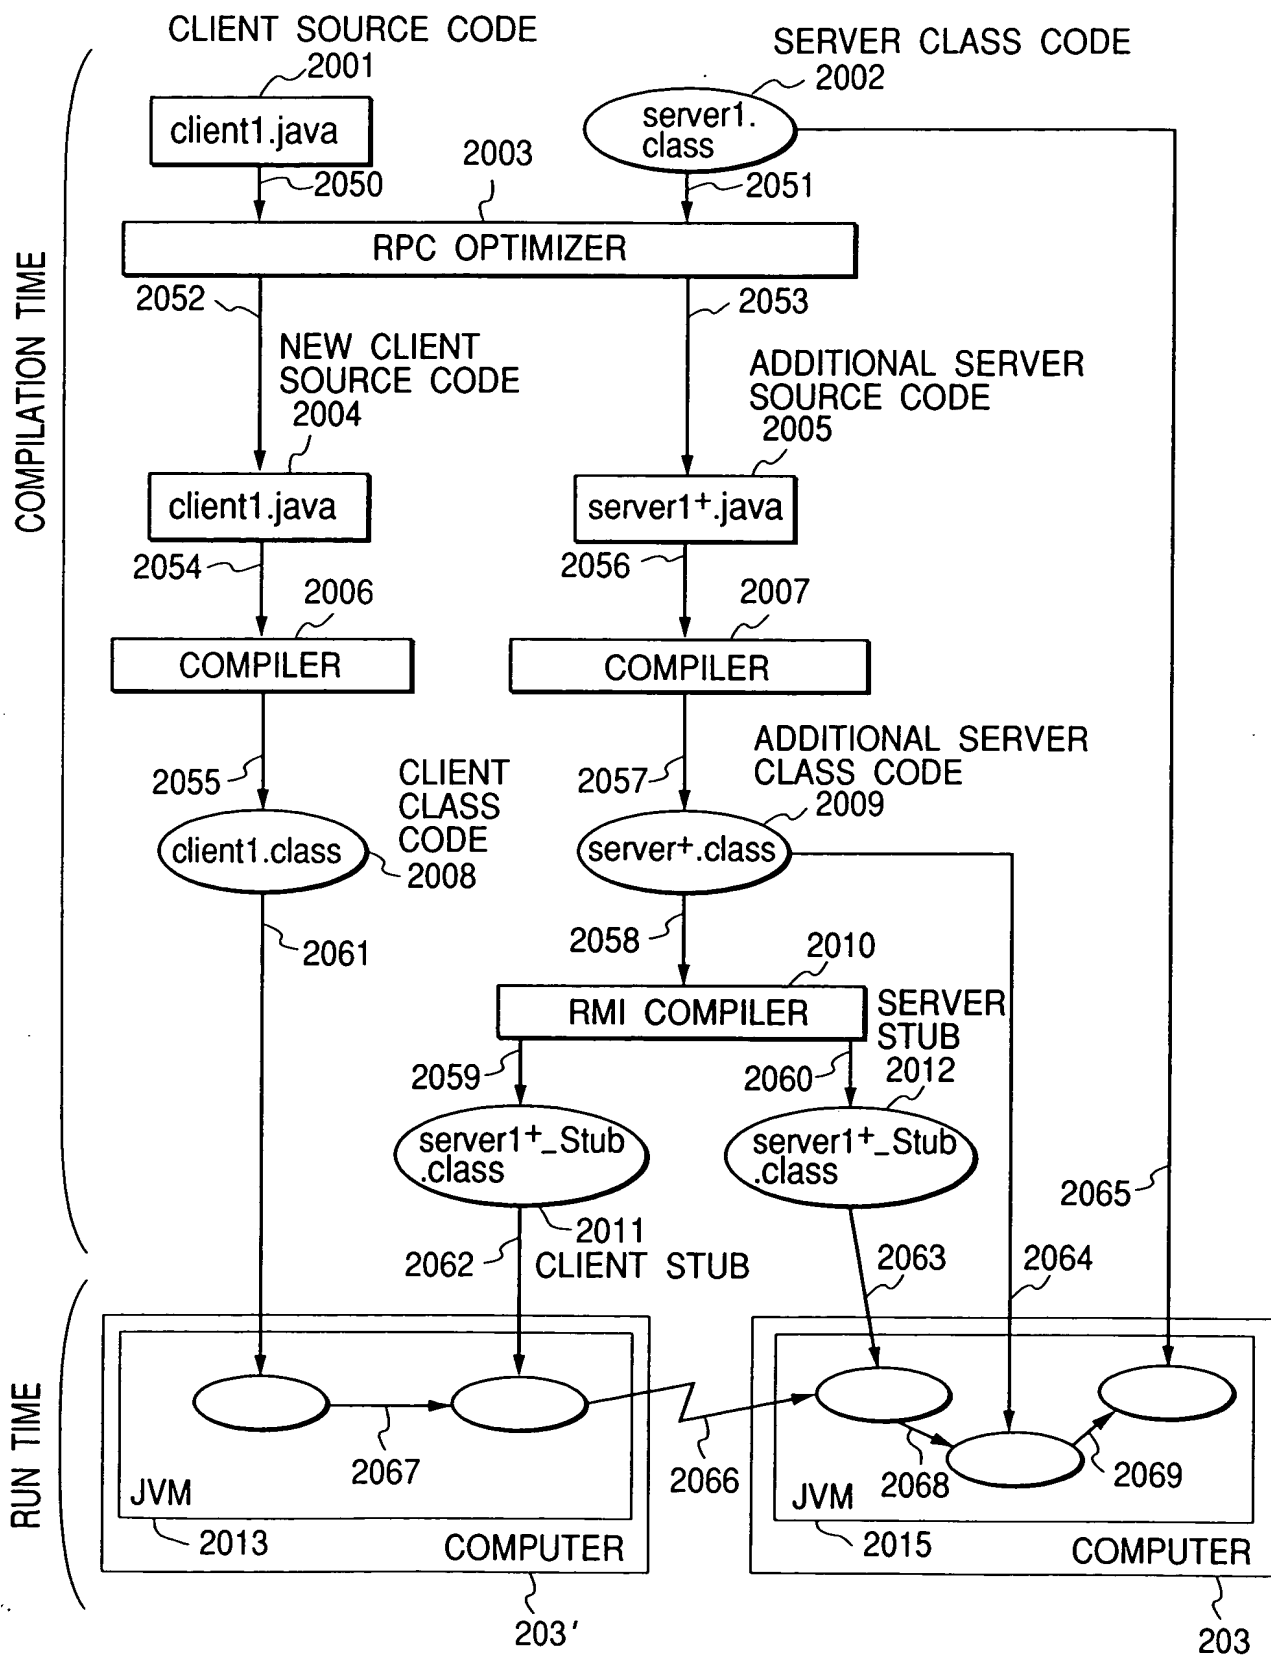 CLIENT SOURCE CODE
2001
SERVER CLASS CODE
2002
client1.java
server1.
class
2003
2050
2051
RPC OPTIMIZER
2052
2053
NEW CLIENT
SOURCE CODE
2004
ADDITIONAL SERVER
SOURCE CODE
2005
COMPILATION TIME
client1.java
server1+.java
2054
2056
2006
2007
COMPILER
COMPILER
2055
2057
CLIENT
CLASS
CODE
2008
ADDITIONAL SERVER
CLASS CODE
2009
client1.class
server+.class
2061
2058
2010
RMI COMPILER
SERVER
STUB
2012
2059
2060
server1+_Stub
.class
server1+_Stub
.class
2065
2011
CLIENT STUB
2062
2063
2064
RUN TIME
2067
2066
2068
2069
JVM
JVM
2013
2015
COMPUTER
COMPUTER
203'
203